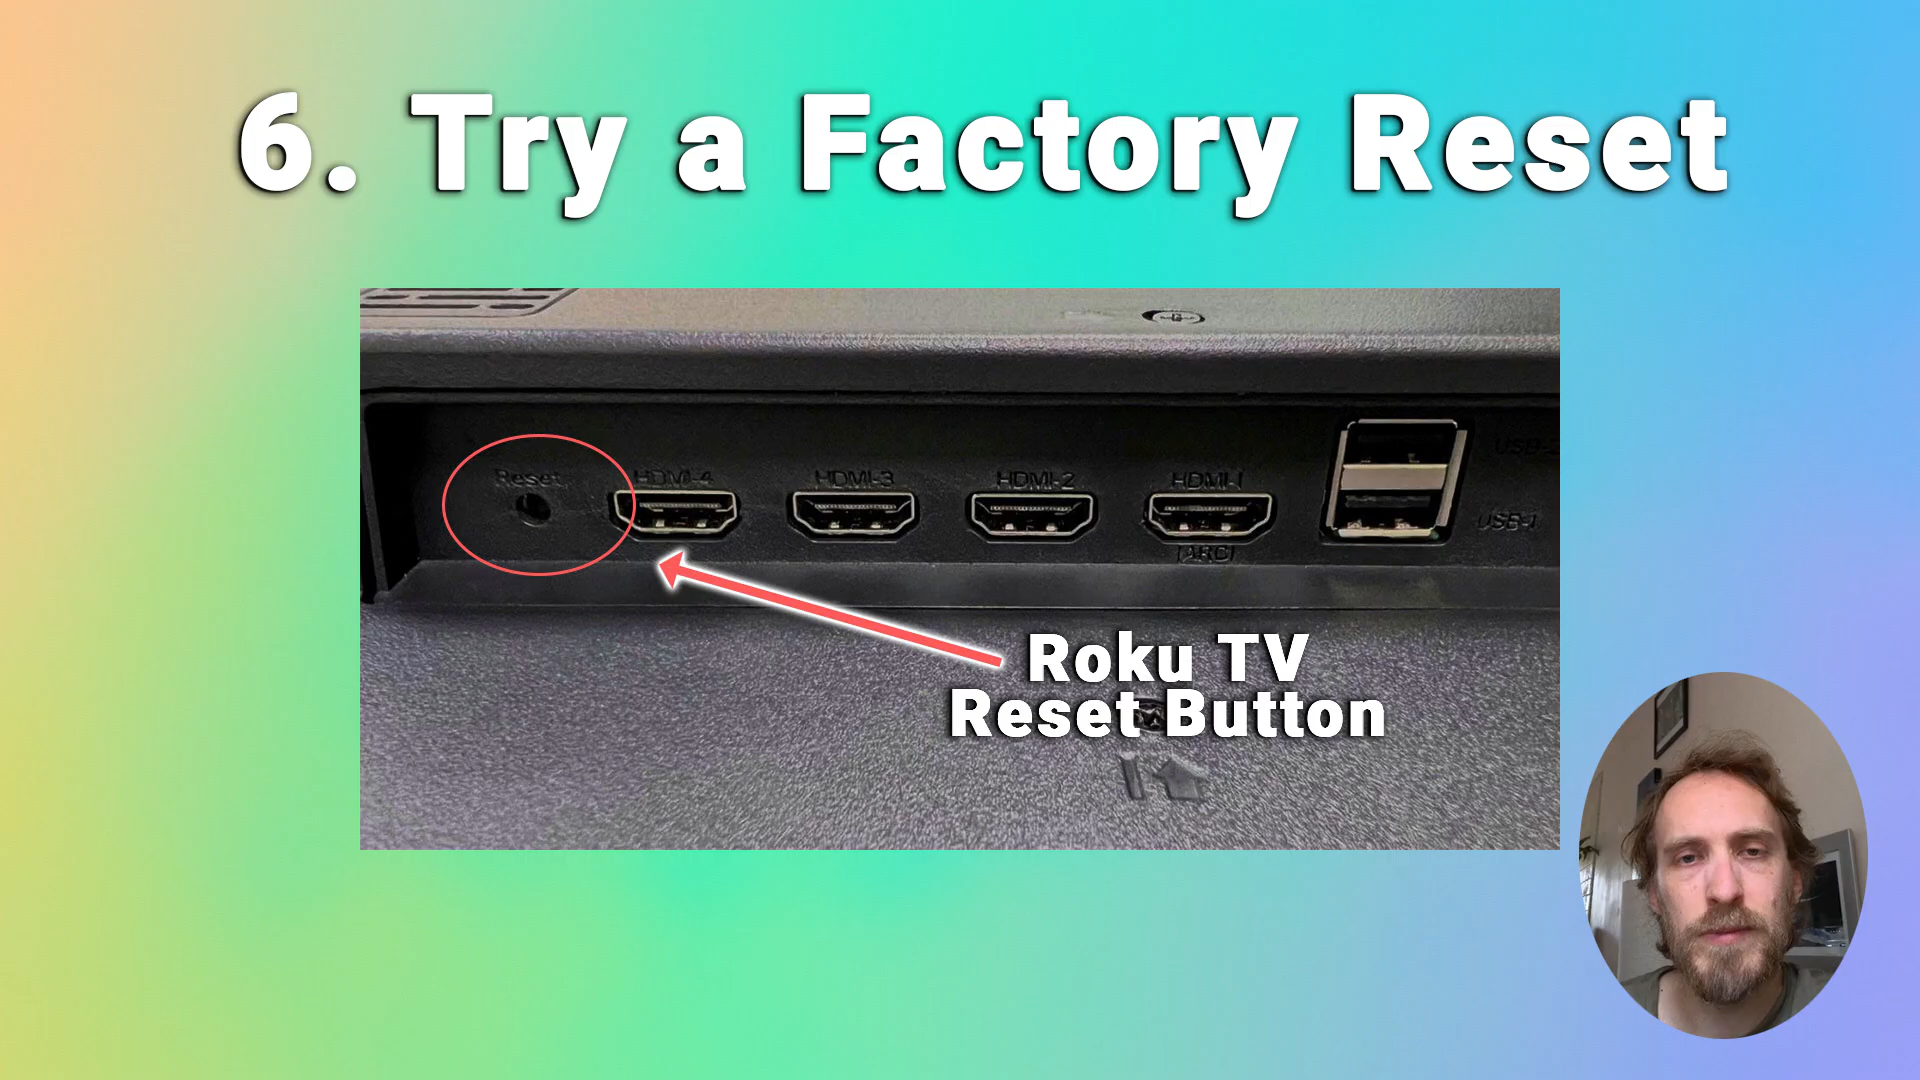 6. Try a Factory Reset
Reset HDMI-4 HDMI-3 HDMI-2 HDMI-1
(ARC)
USB-1
Roku TV
Reset Button